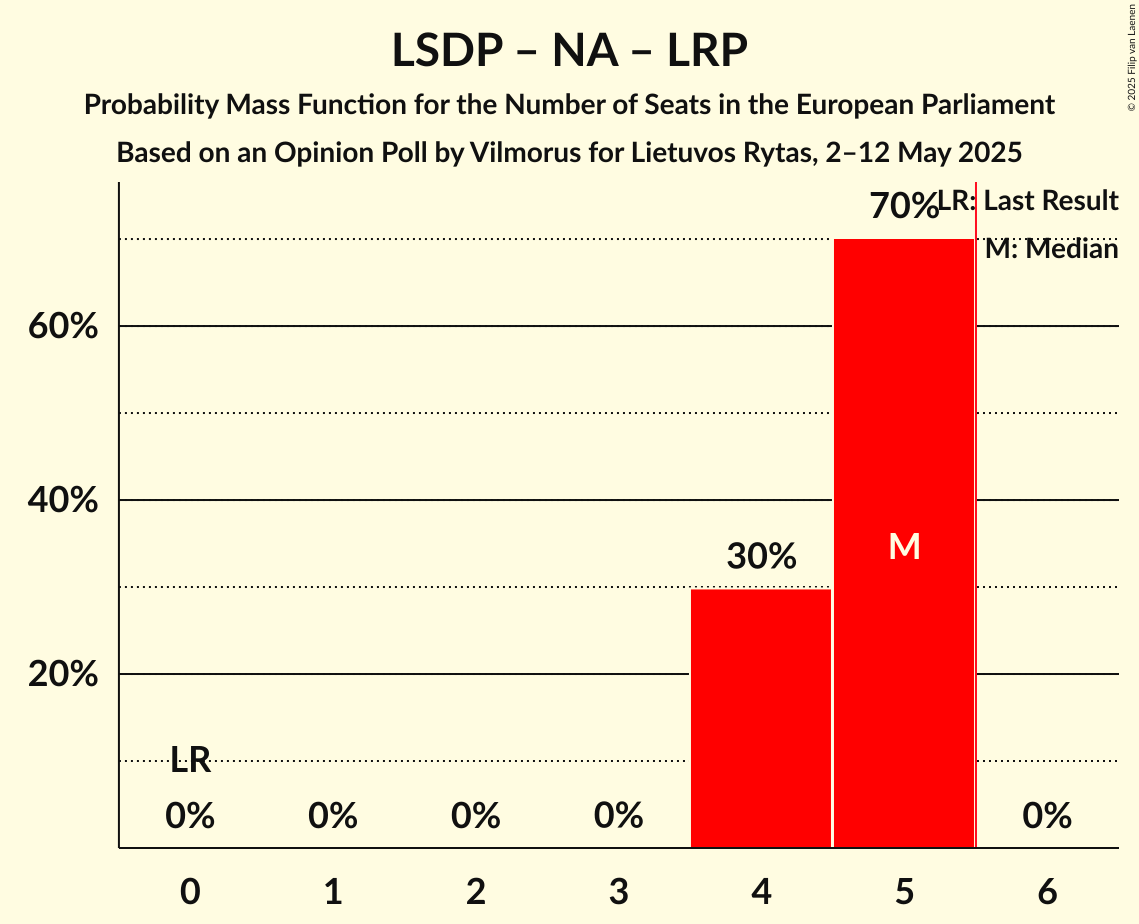 LSDP – NA – LRP
Probability Mass Function for the Number of Seats in the European Parliament
Based on an Opinion Poll by Vilmorus for Lietuvos Rytas, 2–12 May 2025
© 2025 Filip van Laenen
LR: Last Result
M: Median
70%
60%
40%
30%
M
20%
LR
0% 0% 0% 0% 0%
0 1 2 3 4 5 6